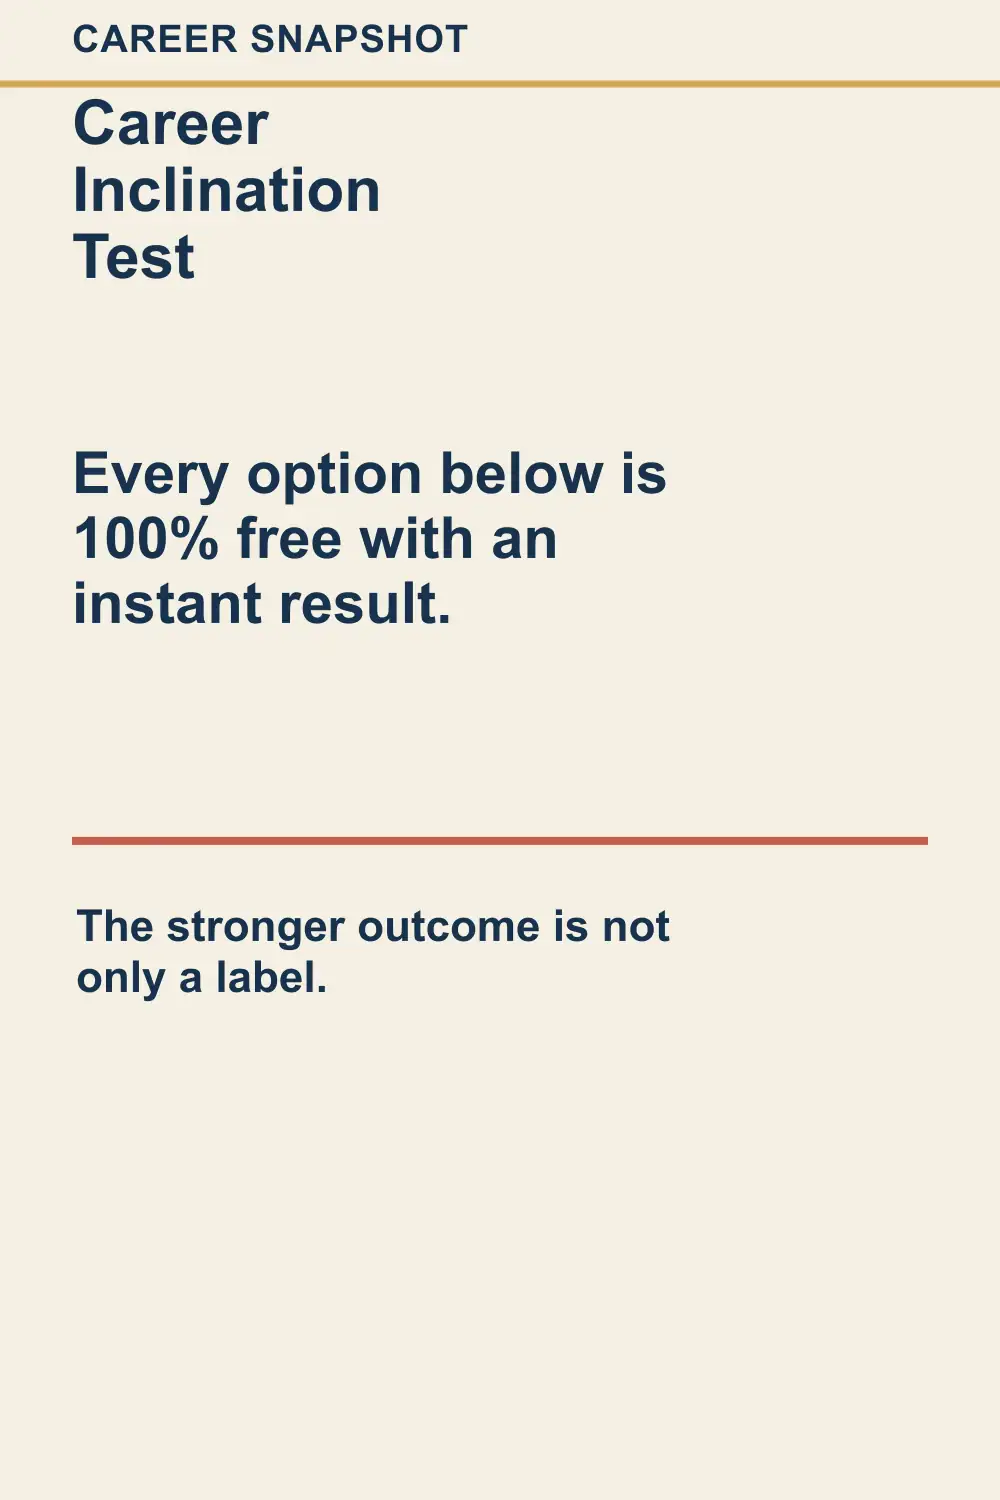 CAREER SNAPSHOT
Career
Inclination
Test
Every option below is
100% free with an
instant result.
The stronger outcome is not
only a label.